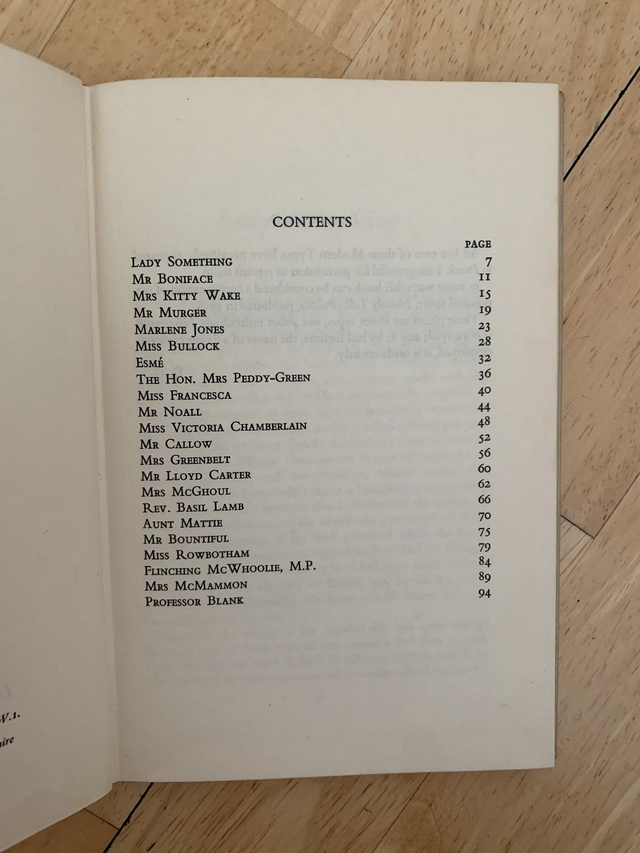 CONTENTS
PAGE
Lady Something 7
Mr Boniface 11
Mrs Kitty Wake 15
Mr Murger 19
Marlene Jones 23
Miss Bullock 28
Esmé 32
The Hon. Mrs Peddy-Green 36
Miss Francesca 40
Mr Noall 44
Miss Victoria Chamberlain 48
Mr Callow 52
Mrs Greenbelt 56
Mr Lloyd Carter 60
Mrs McGhoul 62
Rev. Basil Lamb 66
Aunt Mattie 70
Mr Bountiful 75
Miss Rowbotham 79
Flinching McWhoolie, M.P. 84
Mrs McMammon 89
Professor Blank 94
W.1.